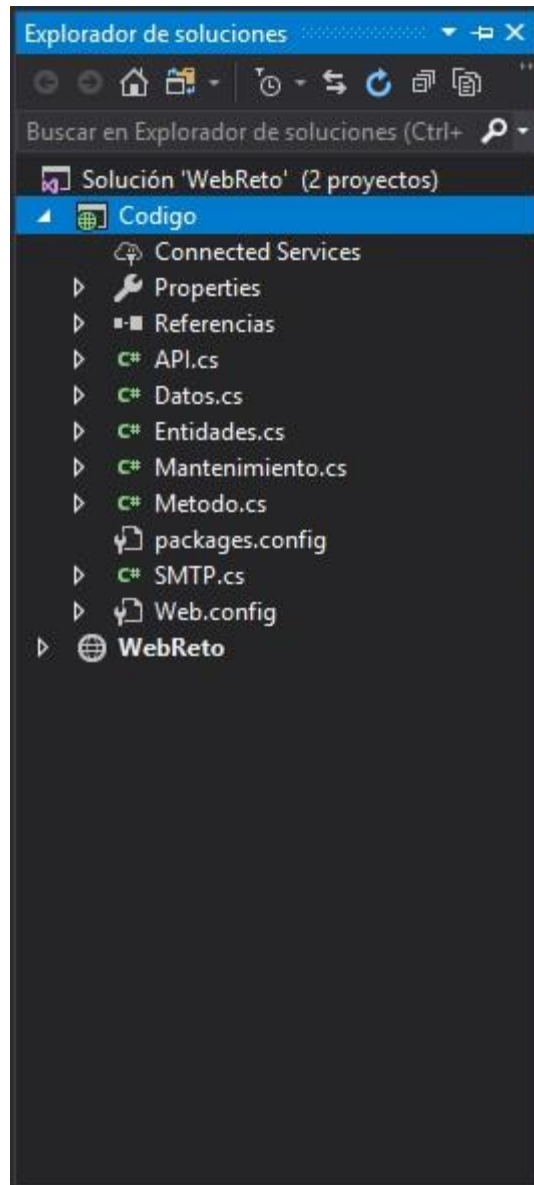 Explorador de soluciones
Buscar en Explorador de soluciones (Ctrl+
Solución 'WebReto' (2 proyectos)
Codigo
Connected Services
Properties
Referencias
C# API.cs
C# Datos.cs
C# Entidades.cs
C# Mantenimiento.cs
C# Metodo.cs
packages.config
C# SMTP.cs
Web.config
WebReto